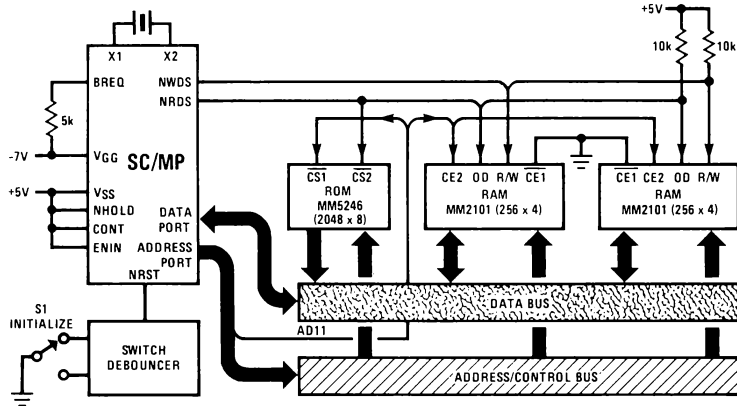 +5V
10k
10k
X1
X2
BREQ
NWDS
NRDS
5k
-7V
VGG
SC/MP
+5V
VSS
NHOLD
CONT
ENIN
DATA
PORT
ADDRESS
PORT
NRST
CS1
CS2
ROM
MM5246
(2048 x 8)
CE2 OD R/W CE1
RAM
MM2101 (256 x 4)
CE1 CE2 OD R/W
RAM
MM2101 (256 x 4)
DATA BUS
AD11
ADDRESS/CONTROL BUS
S1
INITIALIZE
SWITCH
DEBOUNCER